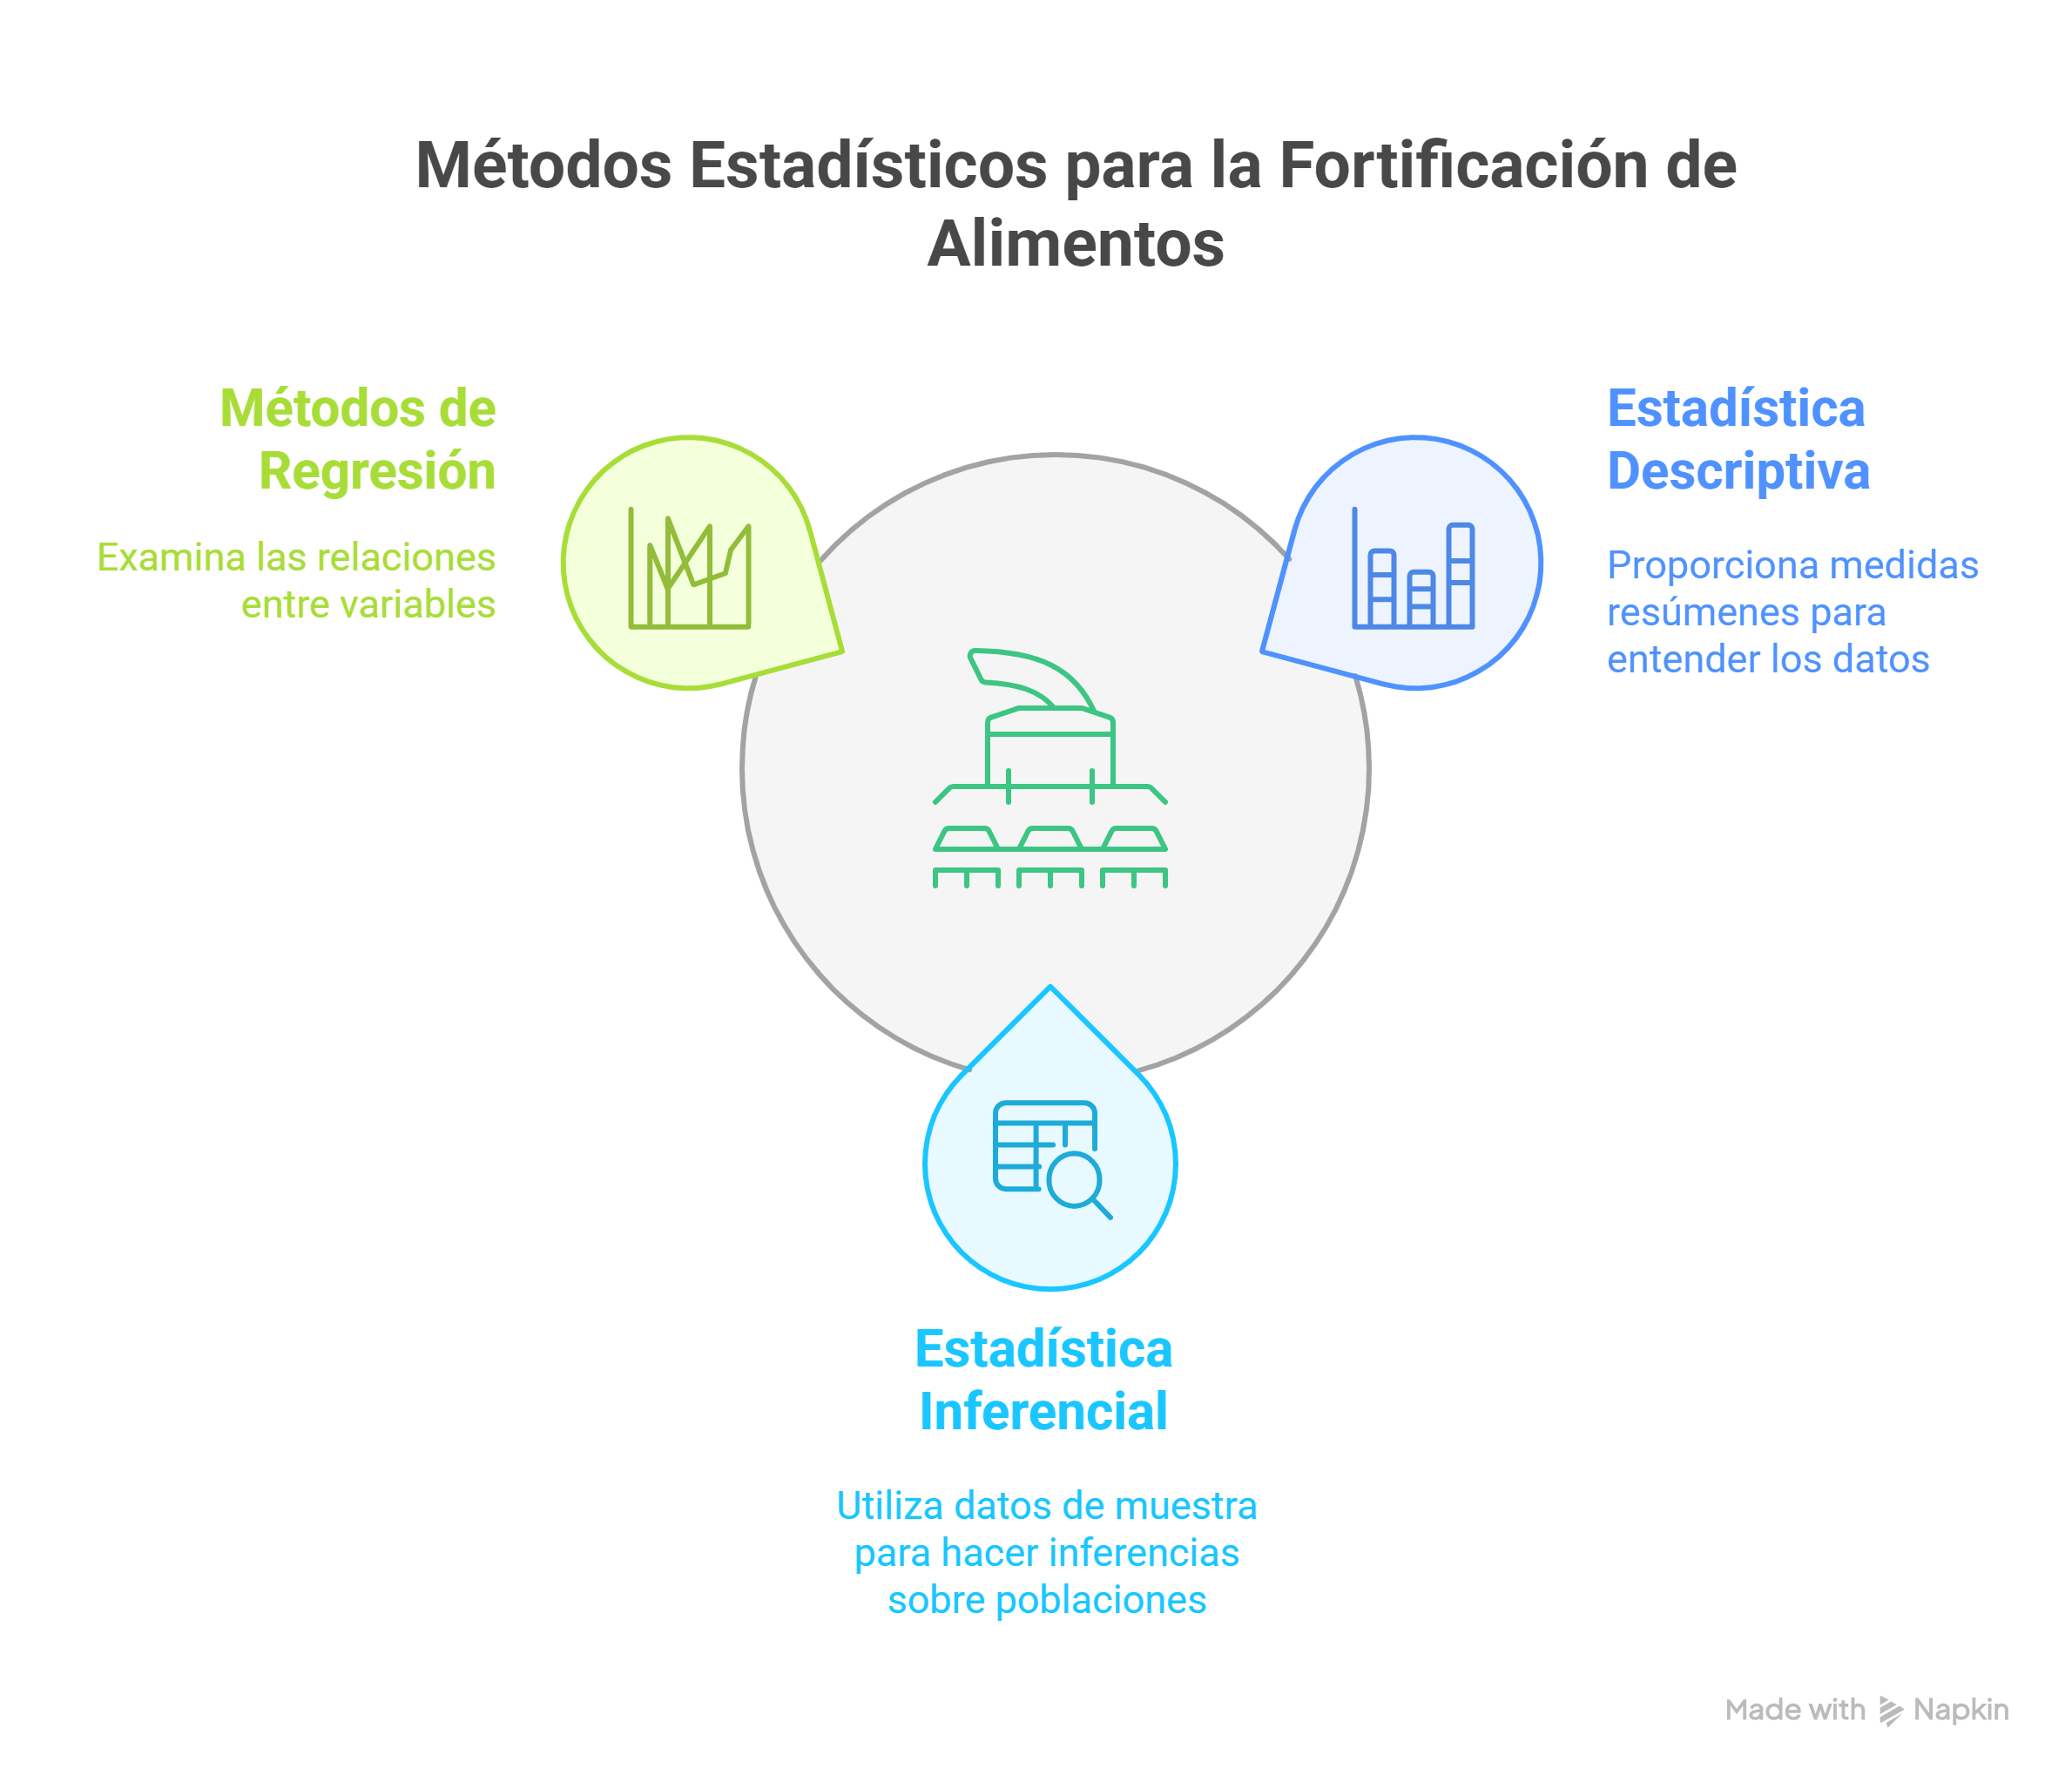 Métodos Estadísticos para la Fortificación de
Alimentos
Métodos de
Regresión
Examina las relaciones
entre variables
Estadística
Descriptiva
Proporciona medidas
resúmenes para
entender los datos
Estadística
Inferencial
Utiliza datos de muestra
para hacer inferencias
sobre poblaciones
Made with Napkin